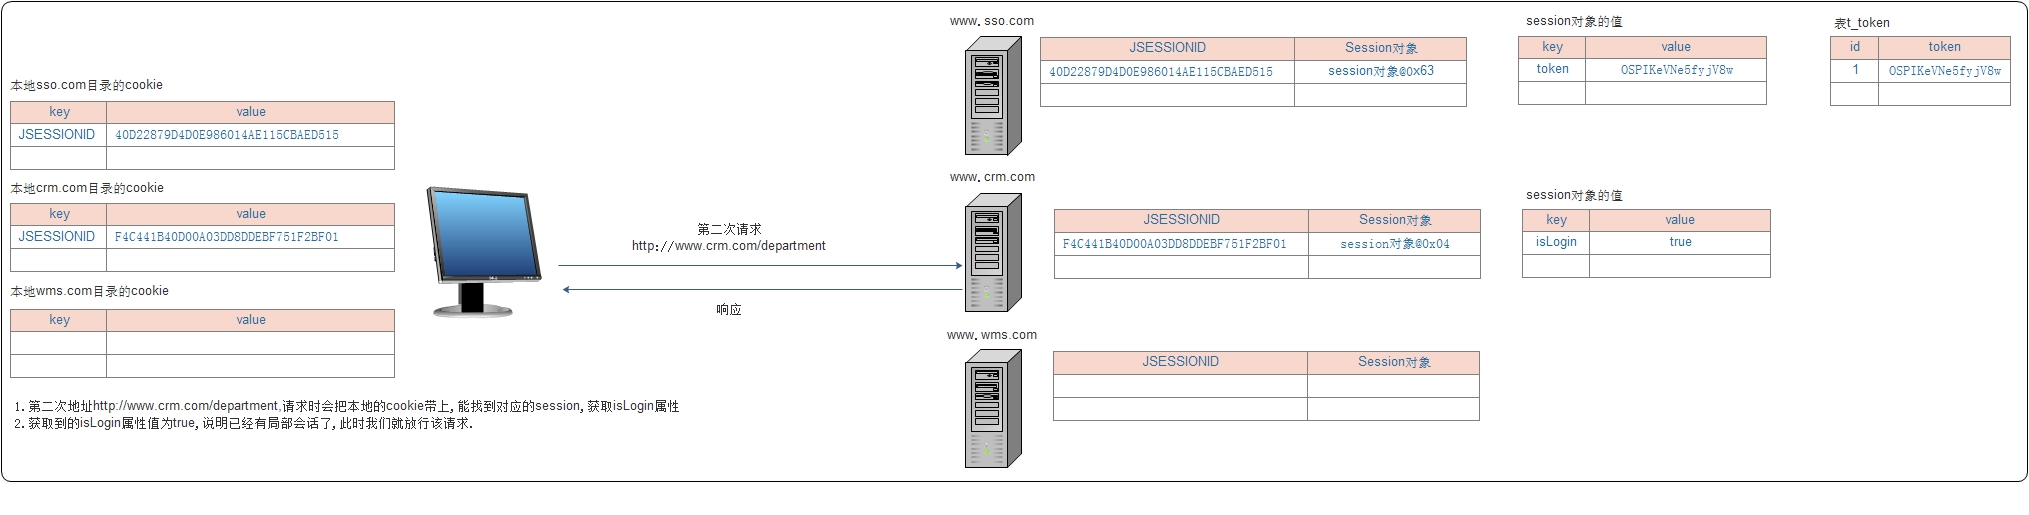 本地sso.com目录的cookie
key value
JSESSIONID 40D22879D4D0E986014AE115CBAED515
本地crm.com目录的cookie
key value
JSESSIONID F4C441B40D00A03DD8DDEBF751F2BF01
本地wms.com目录的cookie
key value
第二次请求
http://www.crm.com/department
响应
www.sso.com
JSESSIONID Session对象
40D22879D4D0E986014AE115CBAED515 session对象@0x63
session对象的值
key value
token OSPIKeVNe5fyjV8w
表t_token
id token
1 OSPIKeVNe5fyjV8w
www.crm.com
JSESSIONID Session对象
F4C441B40D00A03DD8DDEBF751F2BF01 session对象@0x04
session对象的值
key value
isLogin true
www.wms.com
JSESSIONID Session对象
1. 第二次地址http://www.crm.com/department,请求时会把本地的cookie带上,能找到对应的session,获取isLogin属性
2. 获取到的isLogin属性值为true,说明已经有局部会话了,此时我们就放行该请求.